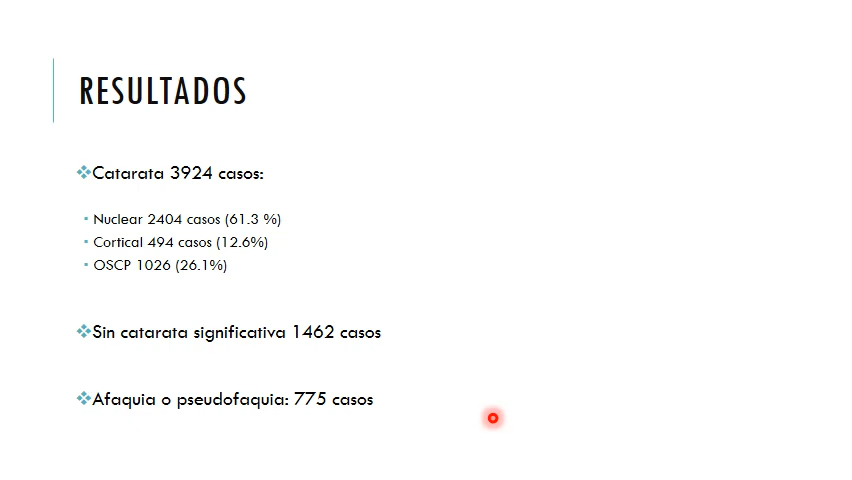 RESULTADOS
Catarata 3924 casos:
Nuclear 2404 casos (61.3 %)
Cortical 494 casos (12.6%)
OSCP 1026 (26.1%)
Sin catarata significativa 1462 casos
Afaquia o pseudofaquia: 775 casos